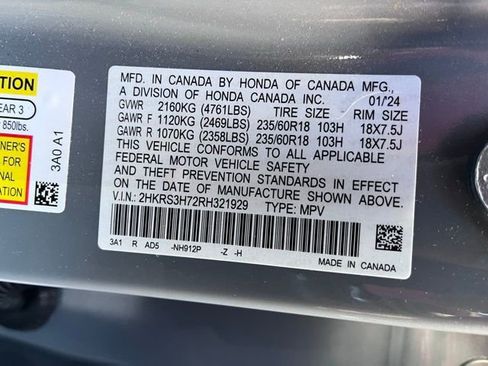 TION
EAR 3
850lbs.
NER'S
FOR
3A0 A1
MFD. IN CANADA BY HONDA OF CANADA MFG.,
A DIVISION OF HONDA CANADA INC. 01/24
GVWR 2160KG (4761LBS) TIRE SIZE RIM SIZE
GAWR F 1120KG (2469LBS) 235/60R18 103H 18X7.5J
GAWR R 1070KG (2358LBS) 235/60R18 103H 18X7.5J
THIS VEHICLE CONFORMS TO ALL APPLICABLE
FEDERAL MOTOR VEHICLE SAFETY
AND THEFT PREVENTION STANDARDS IN EFFECT
ON THE DATE OF MANUFACTURE SHOWN ABOVE.
V.I.N.: 2HKRS3H72RH321929 TYPE: MPV
3A1 R AD5 -NH912P -Z -H
MADE IN CANADA